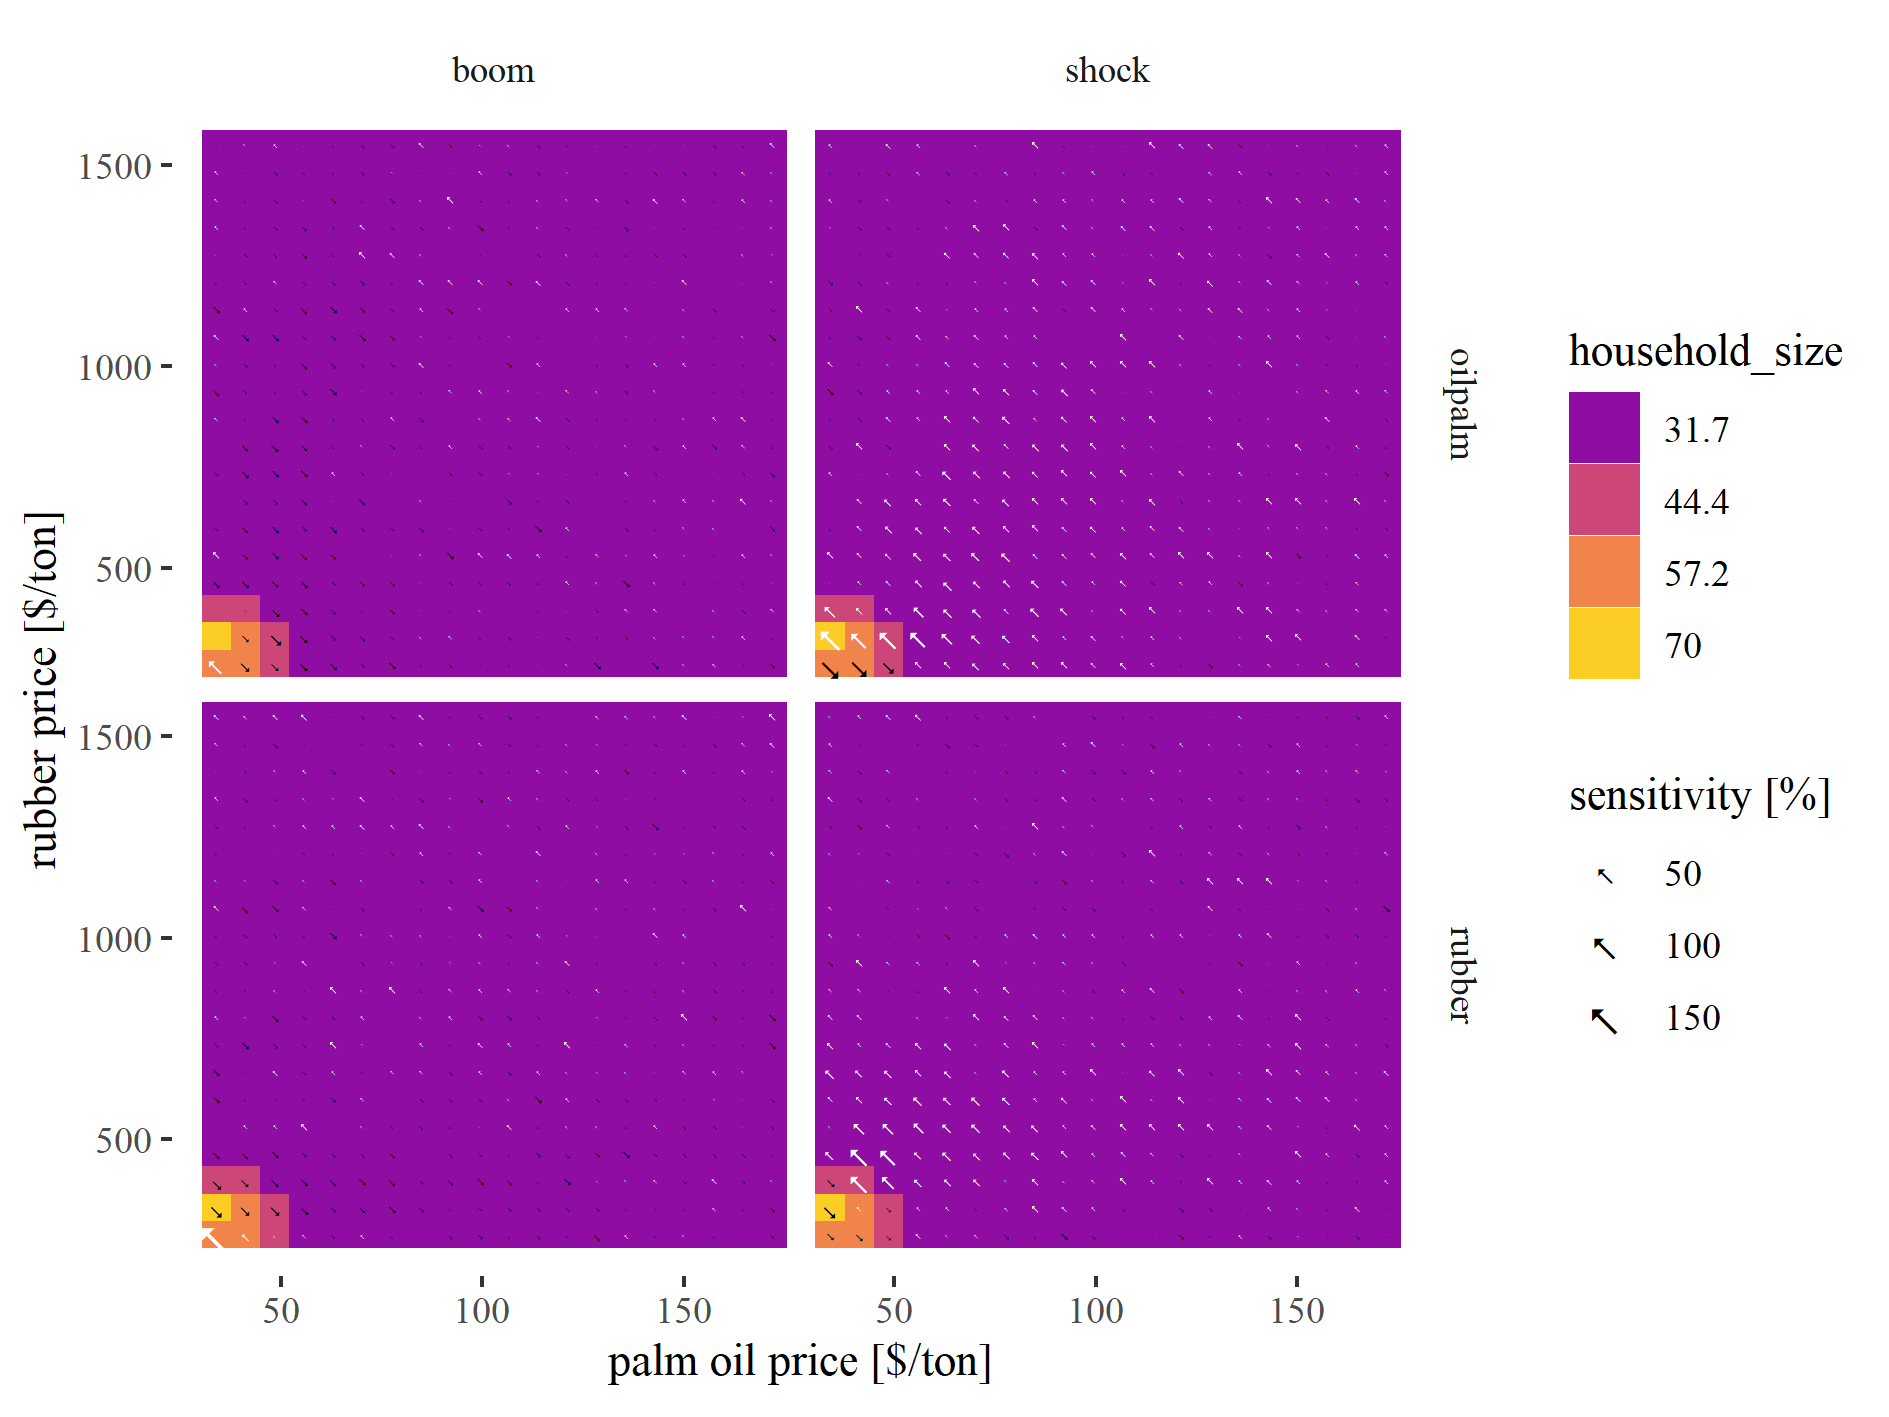 boom
shock
1500
1000
500
oilpalm
1500
1000
500
rubber
rubber price [$/ton]
50
100
150
50
100
150
palm oil price [$/ton]
household_size
31.7
44.4
57.2
70
sensitivity [%]
50
100
150